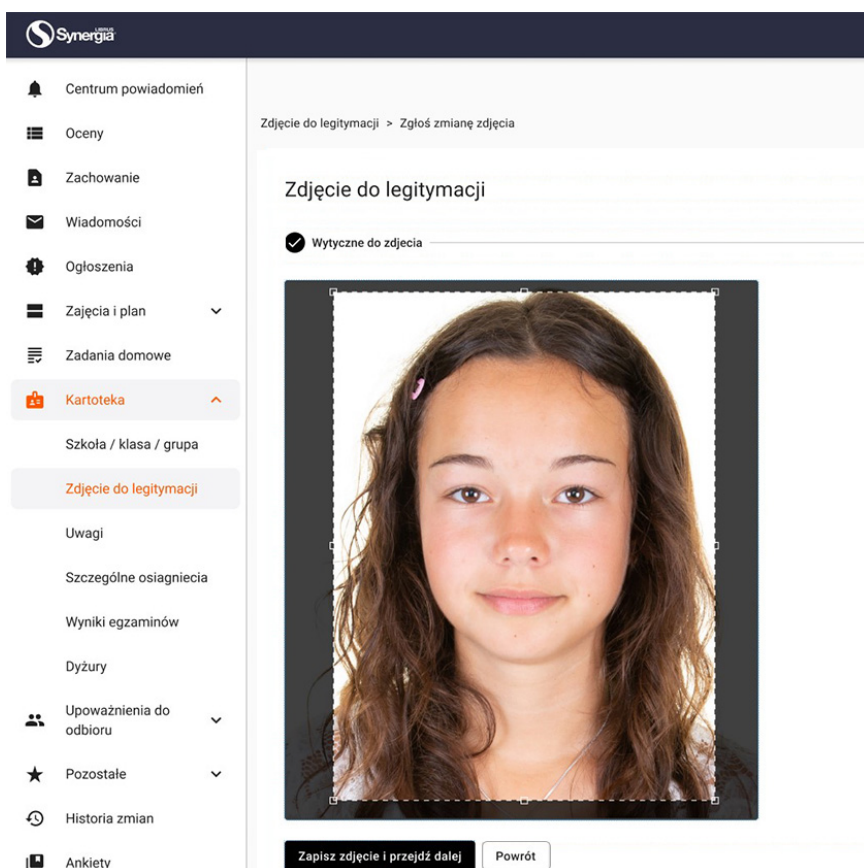 LIBRUS
Synergia
Centrum powiadomień
Oceny
Zachowanie
Wiadomości
Ogłoszenia
Zajęcia i plan
Zadania domowe
Kartoteka
Szkoła / klasa / grupa
Zdjęcie do legitymacji
Uwagi
Szczególne osiagniecia
Wyniki egzaminów
Dyżury
Upoważnienia do
odbioru
Pozostałe
Historia zmian
Ankiety
Zdjęcie do legitymacji > Zgłoś zmianę zdjęcia
Zdjęcie do legitymacji
Wytyczne do zdjecia
Zapisz zdjęcie i przejdź dalej
Powrót